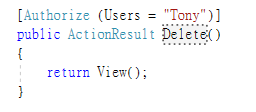 [Authorize (Users = "Tony")]
public ActionResult Delete()
{
return View();
}